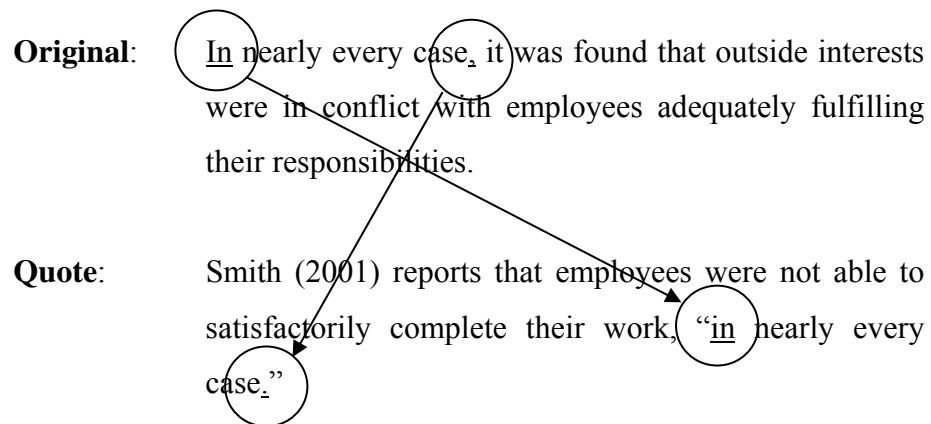 Original: In nearly every case, it was found that outside interests
were in conflict with employees adequately fulfilling
their responsibilities.
Quote: Smith (2001) reports that employees were not able to
satisfactorily complete their work, “in nearly every
case.”